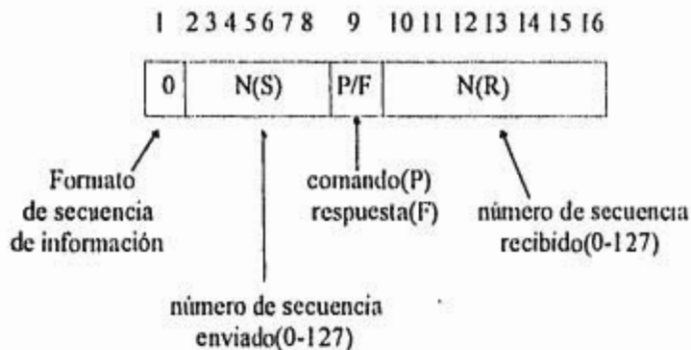 1 2 3 4 5 6 7 8 9 10 11 12 13 14 15 16
0 N(S) P/F N(R)
Formato
de secuencia
de información
comando(P)
respuesta(F)
número de secuencia
recibido(0-127)
número de secuencia
enviado(0-127)